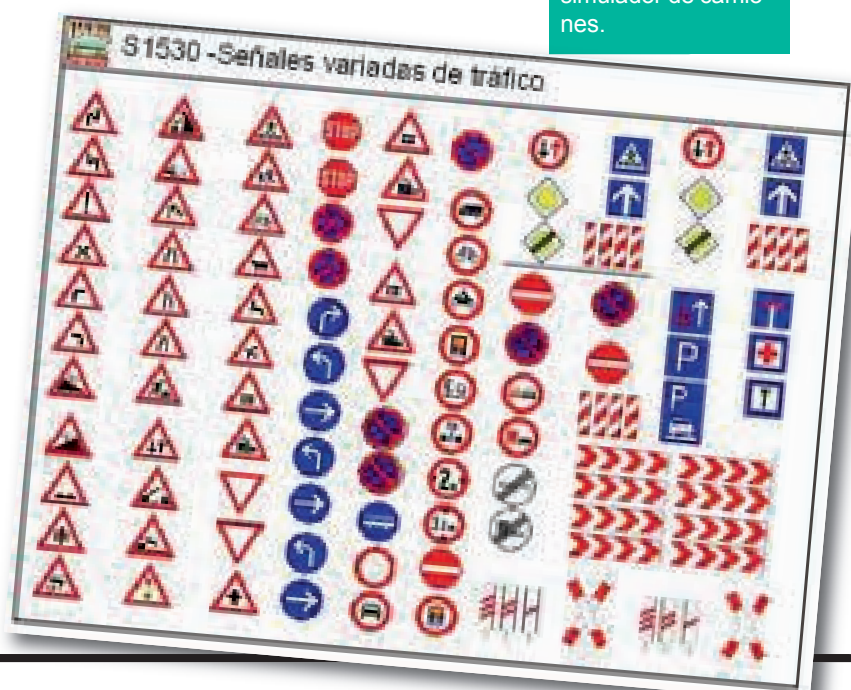 simulador de camio-
nes.
S1530 -Señales variadas de tráfico
STOP
STOP
P
P